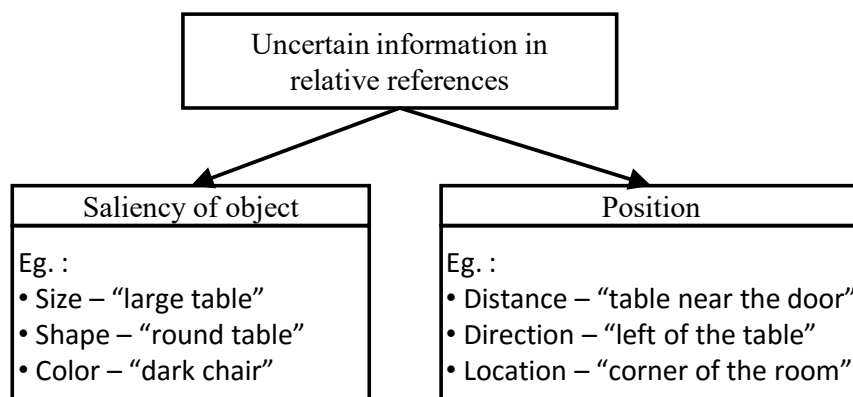 Uncertain information in
relative references
Saliency of object
Eg. :
• Size – “large table”
• Shape – “round table”
• Color – “dark chair”
Position
Eg. :
• Distance – “table near the door”
• Direction – “left of the table”
• Location – “corner of the room”